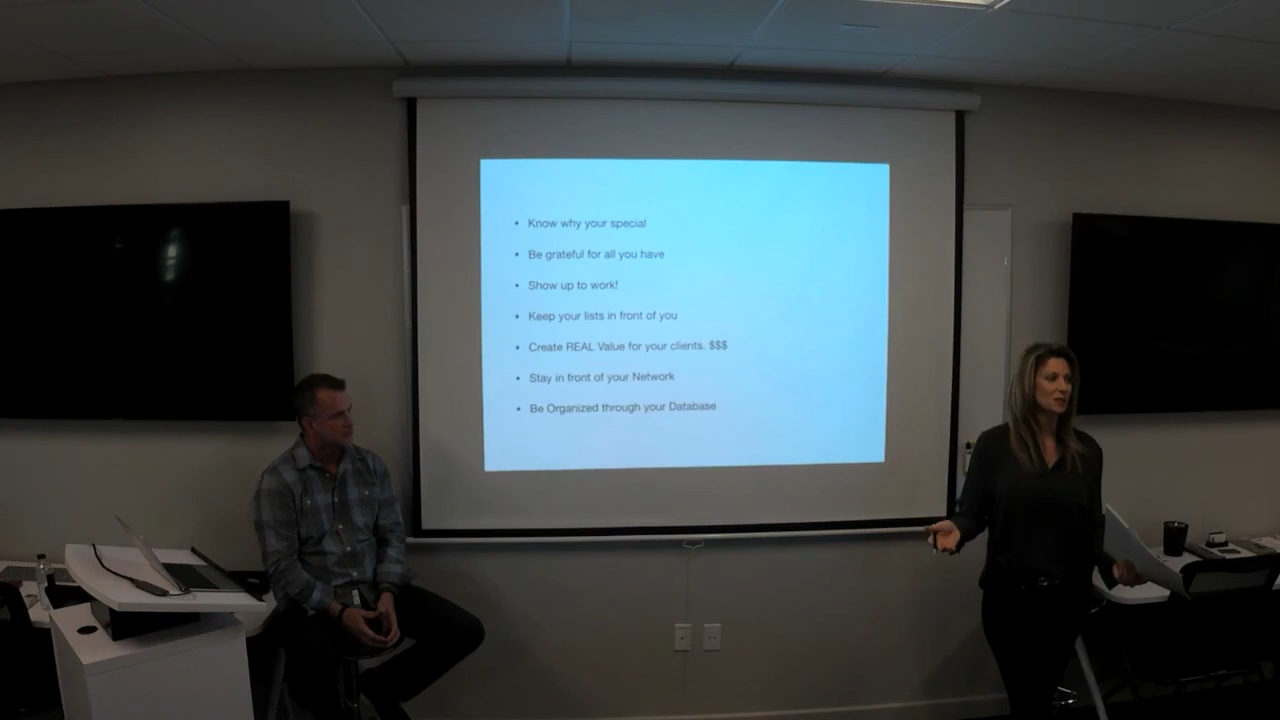 • Know why your special
• Be grateful for all you have
• Show up to work!
• Keep your lists in front of you
• Create REAL Value for your clients. $$$
• Stay in front of your Network
• Be Organized through your Database